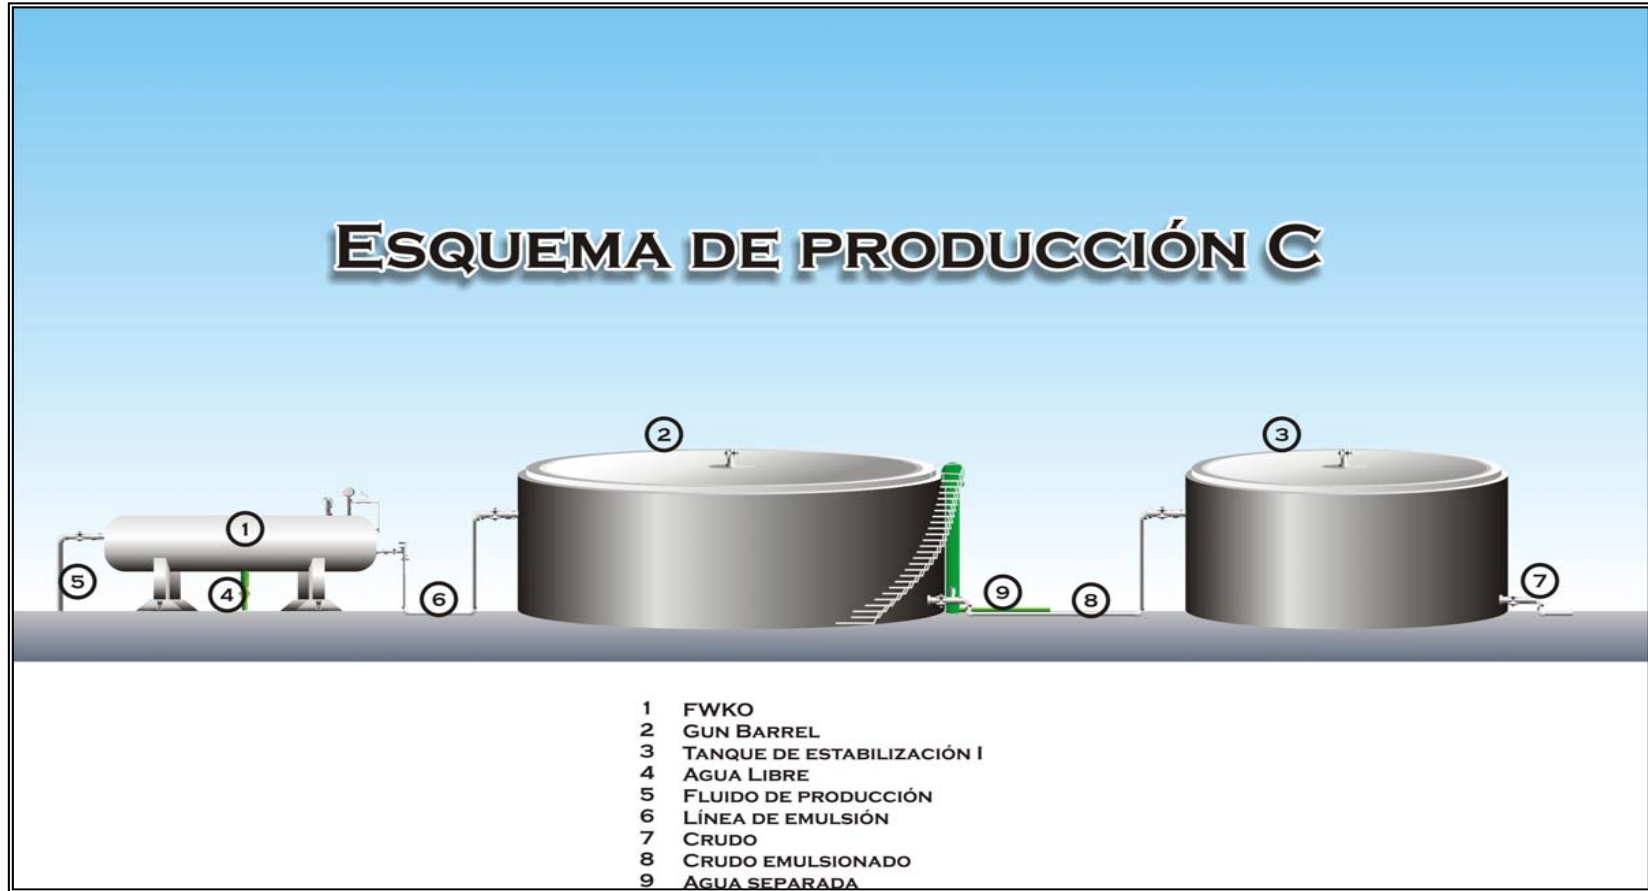 ESQUEMA DE PRODUCCIÓN C
2
3
1
5
4
6
9
8
7
1 FWKO
2 GUN BARREL
3 TANQUE DE ESTABILIZACIÓN I
4 AGUA LIBRE
5 FLUIDO DE PRODUCCIÓN
6 LÍNEA DE EMULSIÓN
7 CRUDO
8 CRUDO EMULSIONADO
9 AGUA SEPARADA